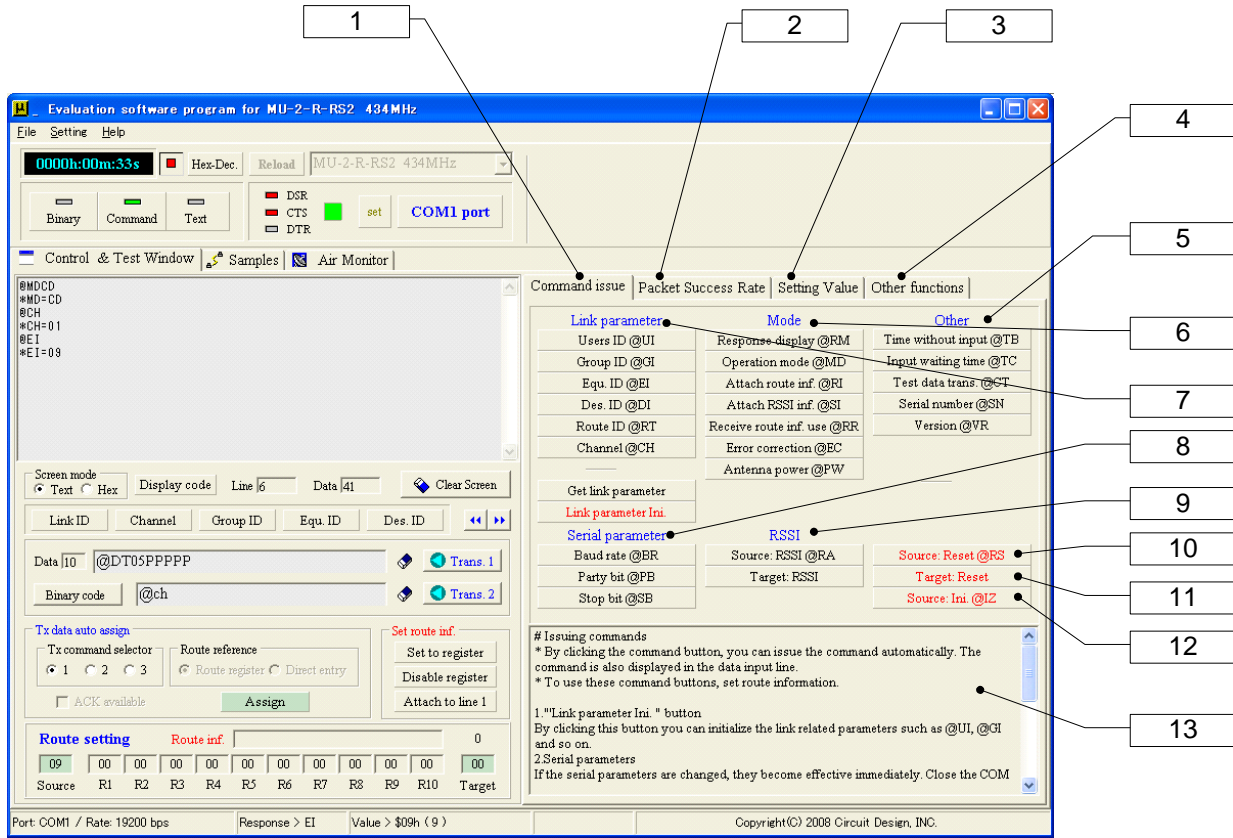 1
2
3
Evaluation software program for MU-2-R-RS2 434MHz
4
File Setting Help
0000h:00m:33s Hex-Dec. Reload MU-2-R-RS2 434MHz
Binary Command Text
DSR
CTS
DTR
set COM1 port
5
Control & Test Window Samples Air Monitor
@MDCD
*MD=CD
@CH
*CH=01
@EI
*EI=09
Command issue Packet Success Rate Setting Value Other functions
Link parameter Mode Other
6
Users ID @UI Response display @RM Time without input @TB
Group ID @GI Operation mode @MD Input waiting time @TC
Equ. ID @EI Attach route inf. @RI Test data trans. @CT
7
Des. ID @DI Attach RSSI inf. @SI Serial number @SN
Route ID @RT Receive route inf. use @RR Version @VR
Channel @CH Error correction @EC
8
Antenna power @PW
Get link parameter
Link parameter Ini.
9
Serial parameter RSSI
Baud rate @BR Source: RSSI @RA Source: Reset @RS
10
Party bit @PB Target: RSSI Target: Reset
11
Stop bit @SB Source: Ini. @IZ
12
Screen mode
Text Hex Display code Line 6 Data 41 Clear Screen
Link ID Channel Group ID Equ. ID Des. ID
Data 10 @DT05PPPPP Trans. 1
Binary code @ch Trans. 2
Tx data auto assign
Tx command selector
1 2 3
Route reference
Route register Direct entry
ACK available Assign
Set route inf.
Set to register
Disable register
Attach to line 1
# Issuing commands
* By clicking the command button, you can issue the command automatically. The
command is also displayed in the data input line.
* To use these command buttons, set route information.
1."'Link parameter Ini. " button
By clicking this button you can initialize the link related parameters such as @UI, @GI
and so on.
2.Serial parameters
If the serial parameters are changed, they become effective immediately. Close the COM
13
Route setting Route inf. 0
09 00 00 00 00 00 00 00 00 00 00 00
Source R1 R2 R3 R4 R5 R6 R7 R8 R9 R10 Target
Port: COM1 / Rate: 19200 bps Response > EI Value > $09h ( 9 ) Copyright(C) 2008 Circuit Design, INC.